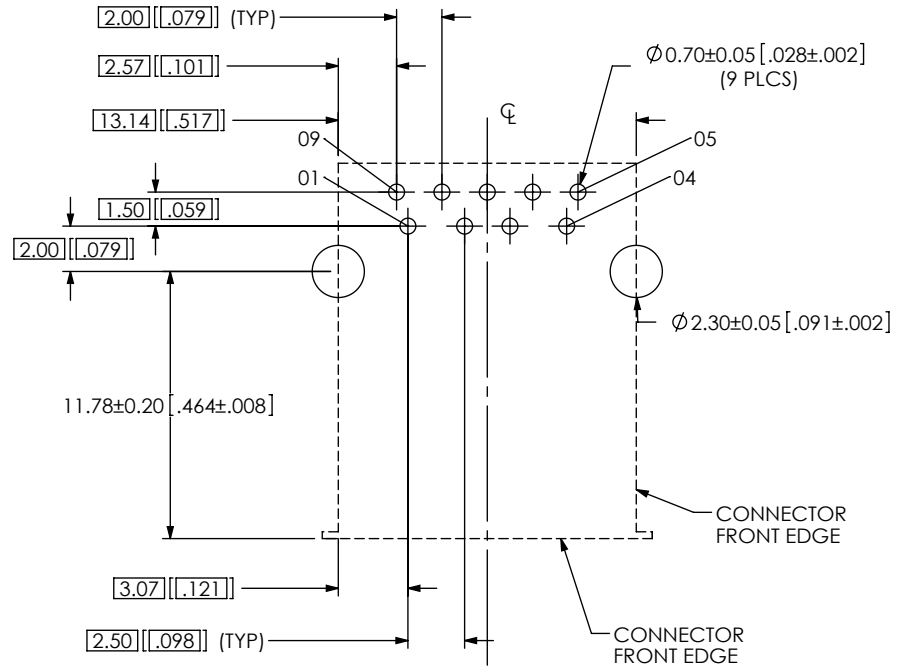 2.00 [.079] (TYP)
2.57 [.101]
13.14 [.517]
Ø0.70±0.05 [.028±.002]
(9 PLCS)
℄
09
05
01
04
1.50 [.059]
2.00 [.079]
Ø2.30±0.05 [.091±.002]
11.78±0.20 [.464±.008]
CONNECTOR
FRONT EDGE
3.07 [.121]
2.50 [.098] (TYP)
CONNECTOR
FRONT EDGE